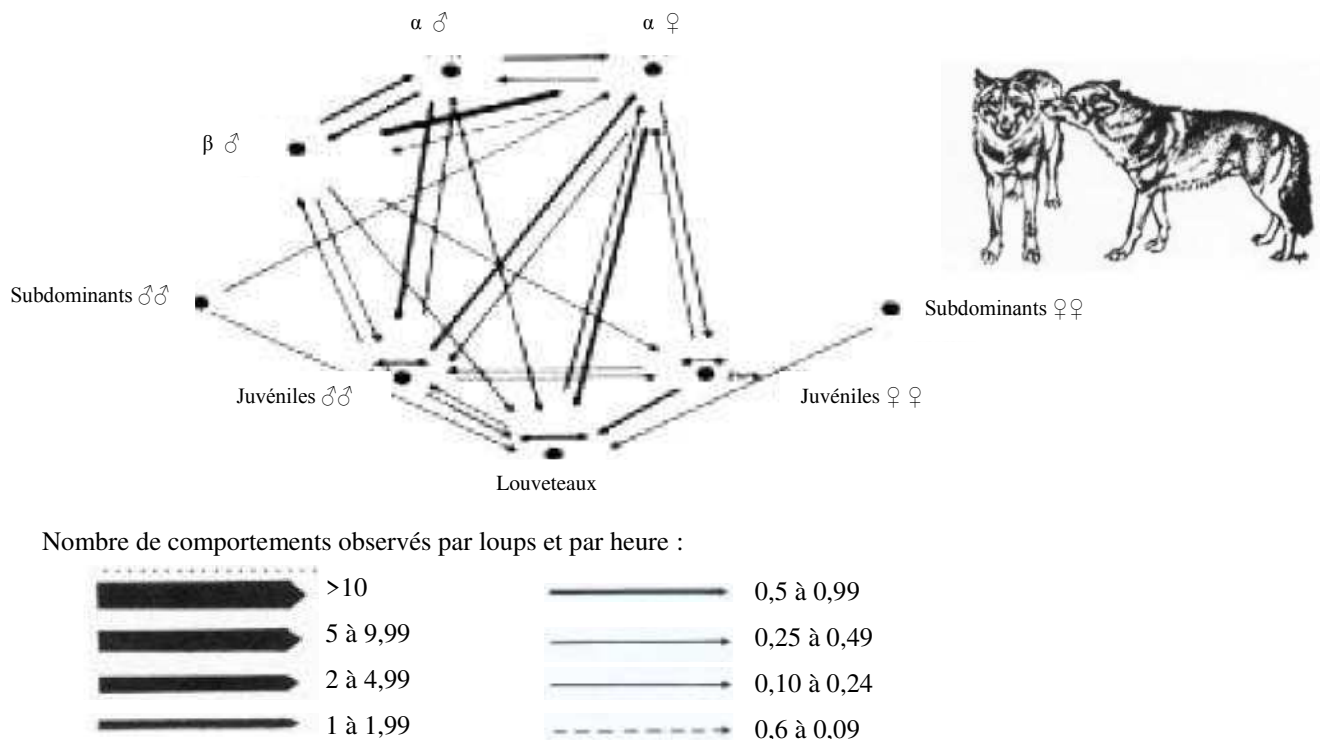 α ♂ α ♀
β ♂
Subdominants ♂♂
Subdominants ♀♀
Juvéniles ♂♂
Juvéniles ♀ ♀
Louveteaux
Nombre de comportements observés par loups et par heure :
>10
0,5 à 0,99
5 à 9,99
0,25 à 0,49
2 à 4,99
0,10 à 0,24
1 à 1,99
0,6 à 0,09